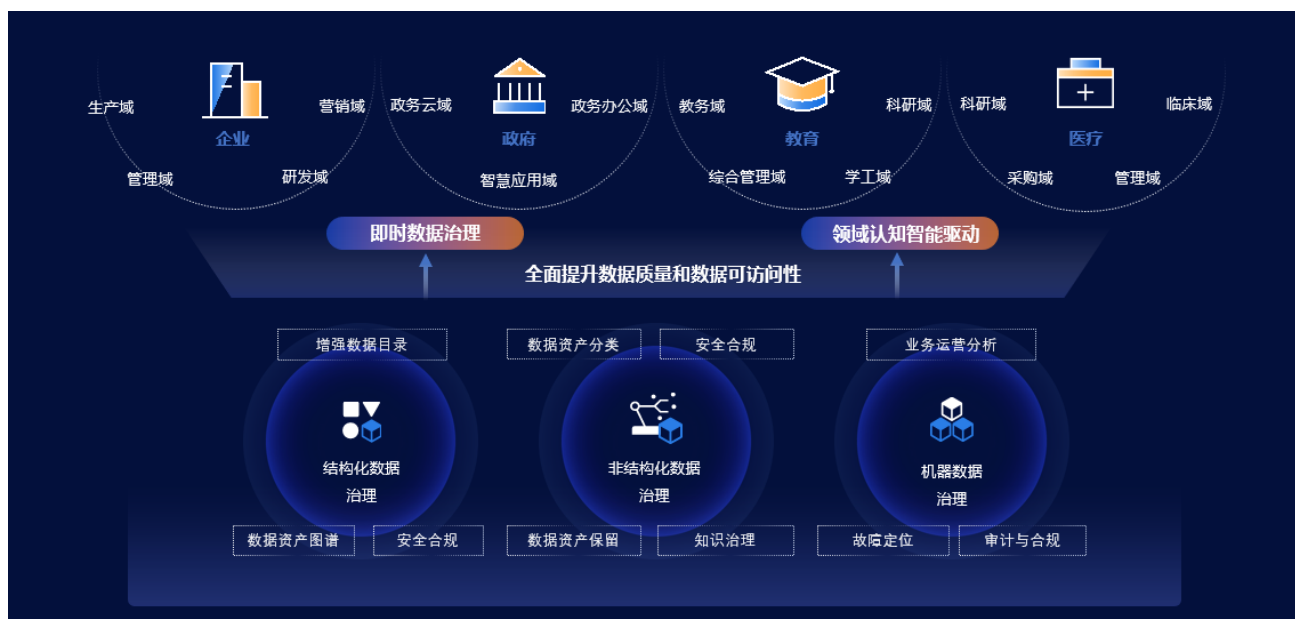 生产域
营销域
企业
管理域
研发域
政务云域
政务办公域
政府
智慧应用域
教务域
科研域
教育
综合管理域
学工域
科研域
临床域
医疗
采购域
管理域
即时数据治理
领域认知智能驱动
全面提升数据质量和数据可访问性
增强数据目录
结构化数据
治理
数据资产图谱
安全合规
数据资产分类
安全合规
非结构化数据
治理
数据资产保留
知识治理
业务运营分析
机器数据
治理
故障定位
审计与合规